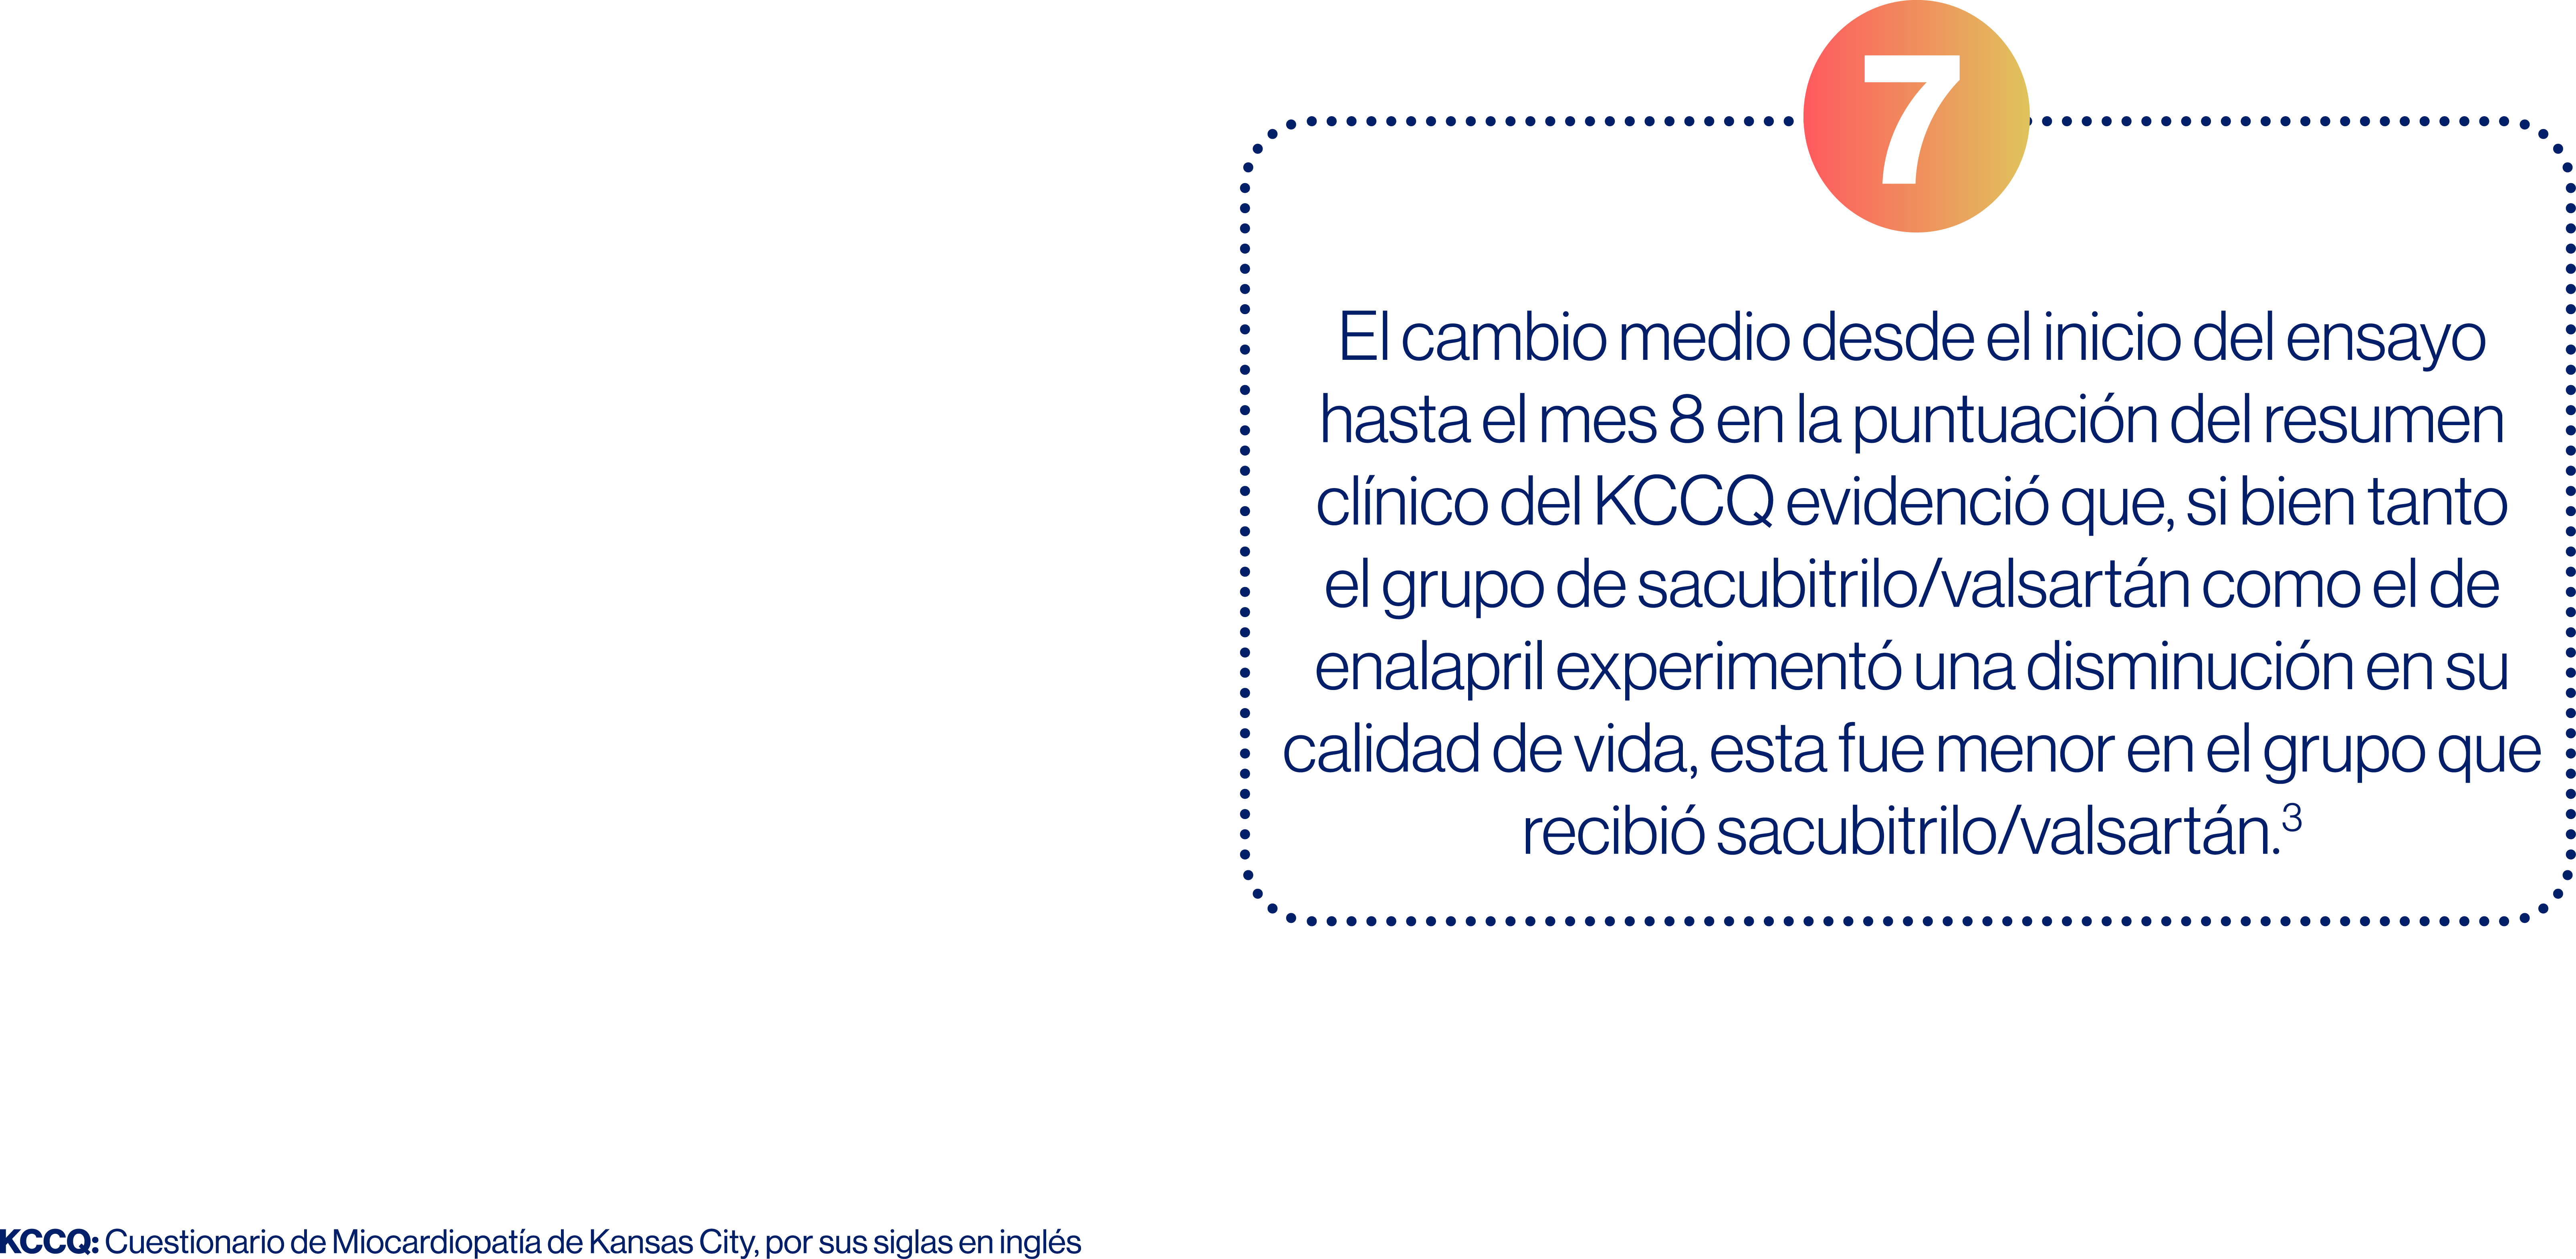 7
El cambio medio desde el inicio del ensayo
hasta el mes 8 en la puntuación del resumen
clínico del KCCQ evidenció que, si bien tanto
el grupo de sacubitrilo/valsartán como el de
enalapril experimentó una disminución en su
calidad de vida, esta fue menor en el grupo que
recibió sacubitrilo/valsartán.³
KCCQ: Cuestionario de Miocardiopatía de Kansas City, por sus siglas en inglés